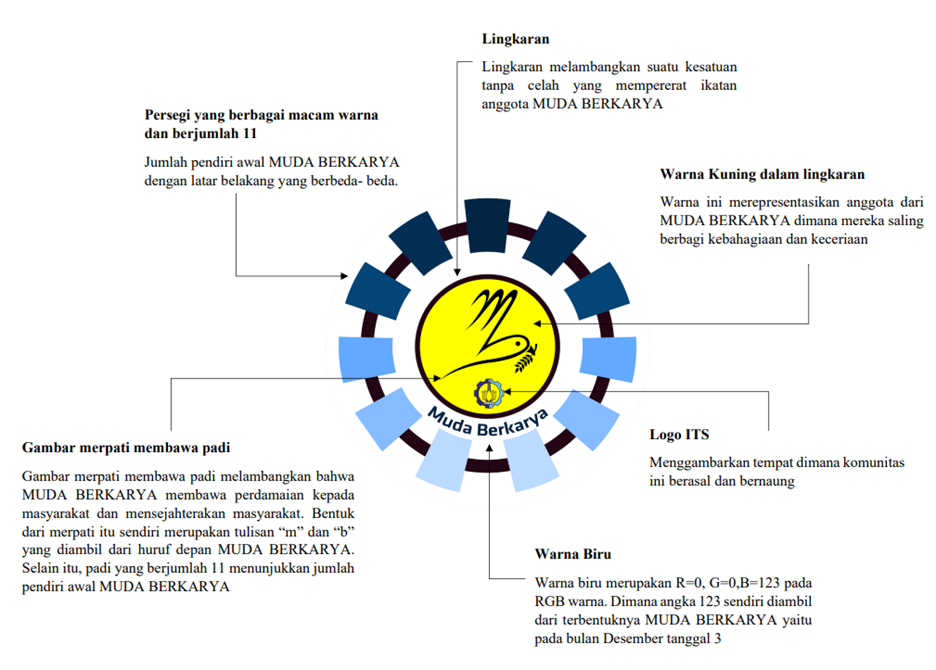 Lingkaran
Lingkaran melambangkan suatu kesatuan
tanpa celah yang mempererat ikatan
anggota MUDA BERKARYA
Persegi yang berbagai macam warna
dan berjumlah 11
Jumlah pendiri awal MUDA BERKARYA
dengan latar belakang yang berbeda- beda.
Warna Kuning dalam lingkaran
Warna ini merepresentasikan anggota dari
MUDA BERKARYA dimana mereka saling
berbagi kebahagiaan dan keceriaan
Muda Berkarya
Gambar merpati membawa padi
Gambar merpati membawa padi melambangkan bahwa
MUDA BERKARYA membawa perdamaian kepada
masyarakat dan mensejahterakan masyarakat. Bentuk
dari merpati itu sendiri merupakan tulisan “m” dan “b”
yang diambil dari huruf depan MUDA BERKARYA.
Selain itu, padi yang berjumlah 11 menunjukkan jumlah
pendiri awal MUDA BERKARYA
Logo ITS
Menggambarkan tempat dimana komunitas
ini berasal dan bernaung
Warna Biru
Warna biru merupakan R=0, G=0,B=123 pada
RGB warna. Dimana angka 123 sendiri diambil
dari terbentuknya MUDA BERKARYA yaitu
pada bulan Desember tanggal 3